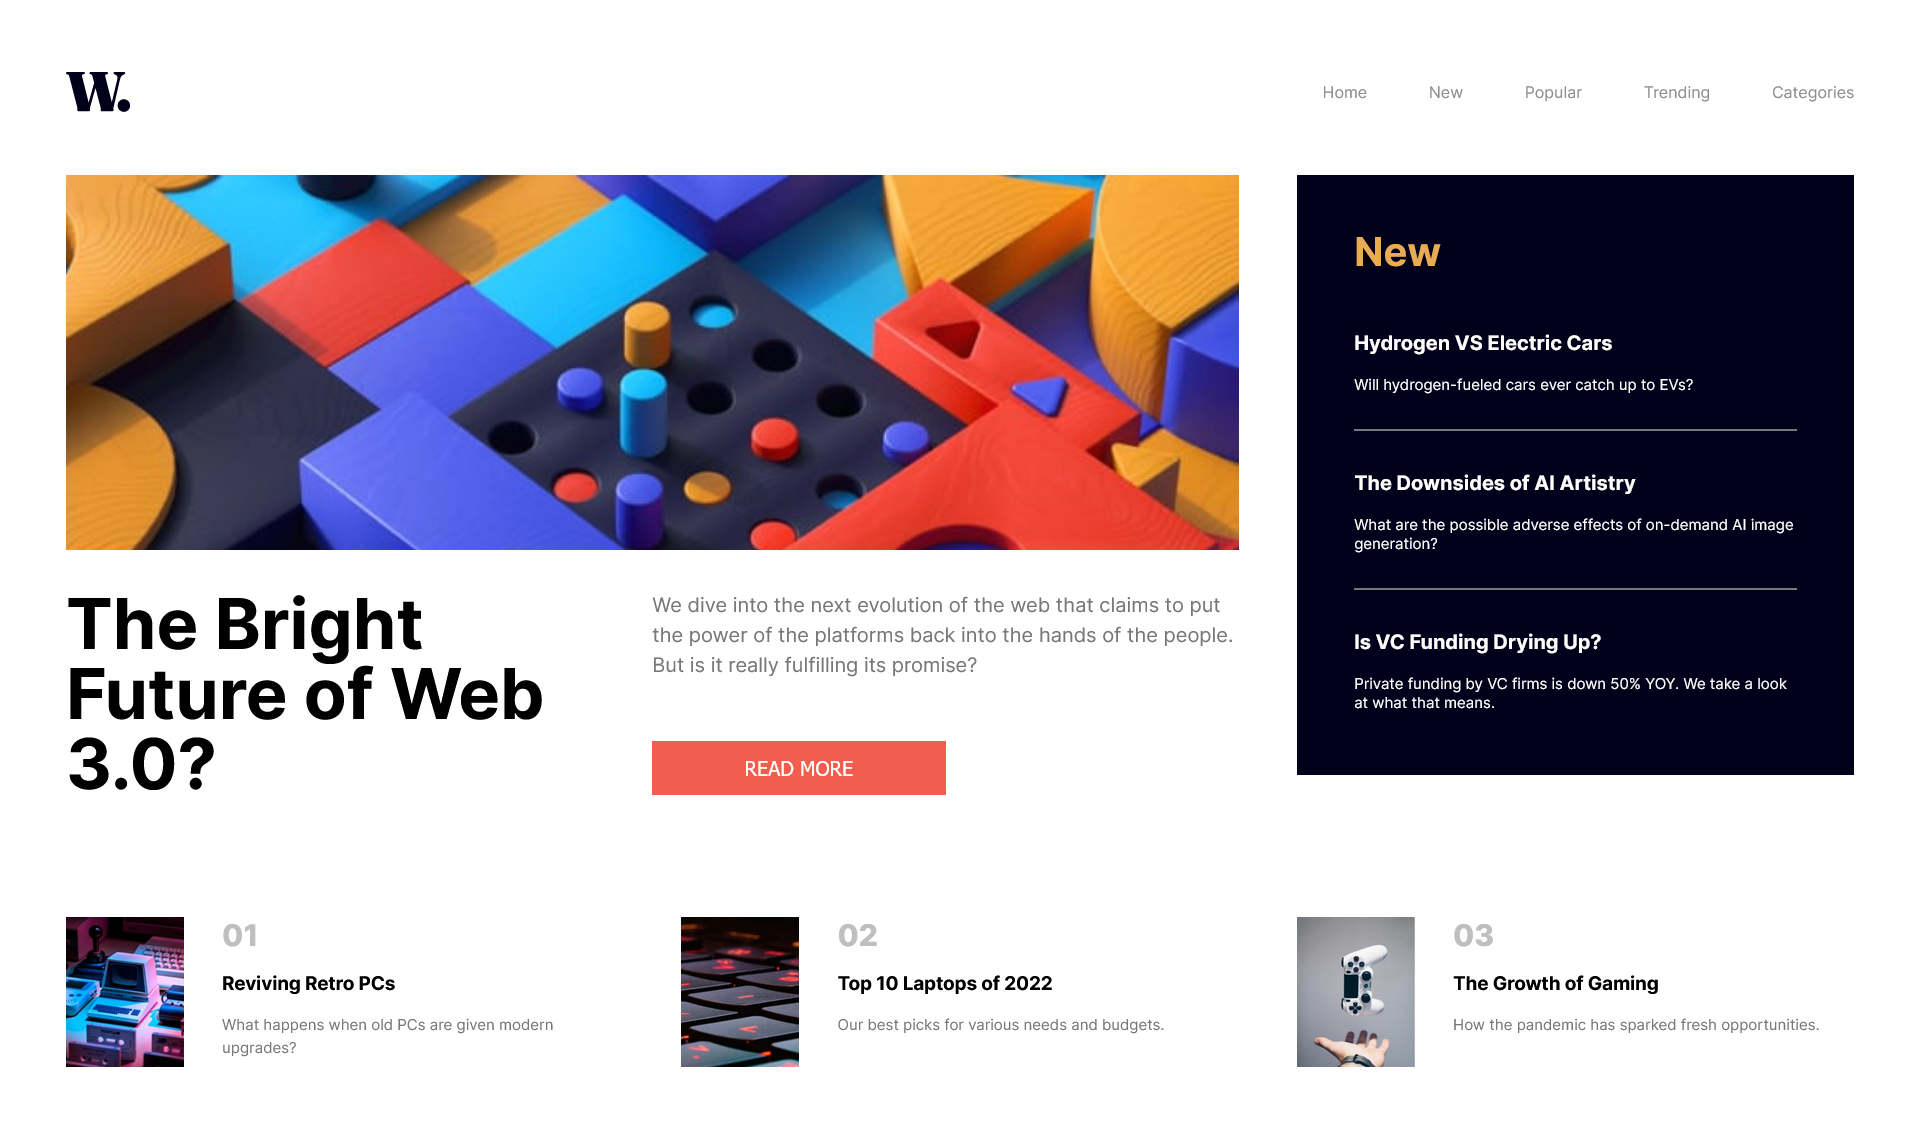 W.
Home
New
Popular
Trending
Categories
New
Hydrogen VS Electric Cars
Will hydrogen-fueled cars ever catch up to EVs?
The Downsides of AI Artistry
What are the possible adverse effects of on-demand AI image
generation?
Is VC Funding Drying Up?
Private funding by VC firms is down 50% YOY. We take a look
at what that means.
The Bright
Future of Web
3.0?
We dive into the next evolution of the web that claims to put
the power of the platforms back into the hands of the people.
But is it really fulfilling its promise?
READ MORE
01
Reviving Retro PCs
What happens when old PCs are given modern
upgrades?
02
Top 10 Laptops of 2022
Our best picks for various needs and budgets.
03
The Growth of Gaming
How the pandemic has sparked fresh opportunities.